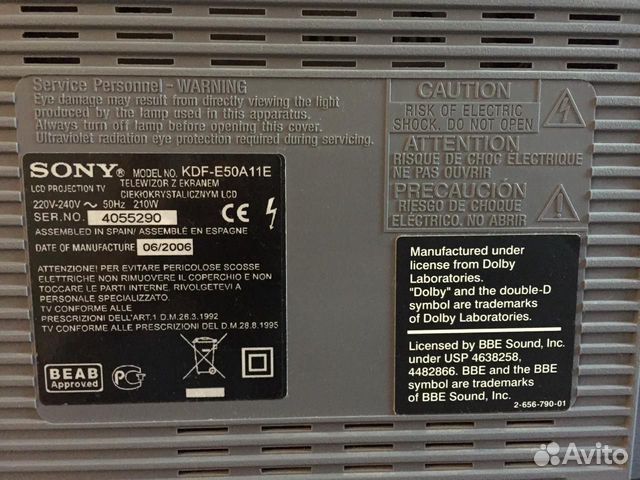 Service Personnel - WARNING
Eye damage may result from directly viewing the light
produced by the lamp used in this apparatus.
Always turn off lamp before opening this cover.
Ultraviolet radiation eye protection required during servicing.
CAUTION
RISK OF ELECTRIC
SHOCK. DO NOT OPEN
ATTENTION
RISQUE DE CHOC ÉLECTRIQUE
NE PAS OUVRIR
PRECAUCIÓN
RIESGO DE CHOQUE
ELÉCTRICO. NO ABRIR
SONY® MODEL NO. KDF-E50A11E
LCD PROJECTION TV TELEWIZOR Z EKRANEM
CIEKŁOKRYSTALICZNYM LCD
220V-240V ~ 50Hz 210W
SER.NO. 4055290 CE
ASSEMBLED IN SPAIN/ ASSEMBLÉ EN ESPAGNE
DATE OF MANUFACTURE 06/2006
ATTENZIONE! PER EVITARE PERICOLOSE SCOSSE
ELETTRICHE NON RIMUOVERE IL COPERCHIO E NON
TOCCARE LE PARTI INTERNE. RIVOLGETEVI A
PERSONALE SPECIALIZZATO.
TV CONFORME ALLE
PRESCRIZIONI DELL'ART.1 D.M.26.3.1992
TV CONFORME ALLE PRESCRIZIONI DEL D.M.28.8.1995
BEAB
Approved
Manufactured under
license from Dolby
Laboratories.
"Dolby" and the double-D
symbol are trademarks
of Dolby Laboratories.
Licensed by BBE Sound, Inc.
under USP 4638258,
4482866. BBE and the BBE
symbol are trademarks
of BBE Sound, Inc.
2-656-790-01
Avito